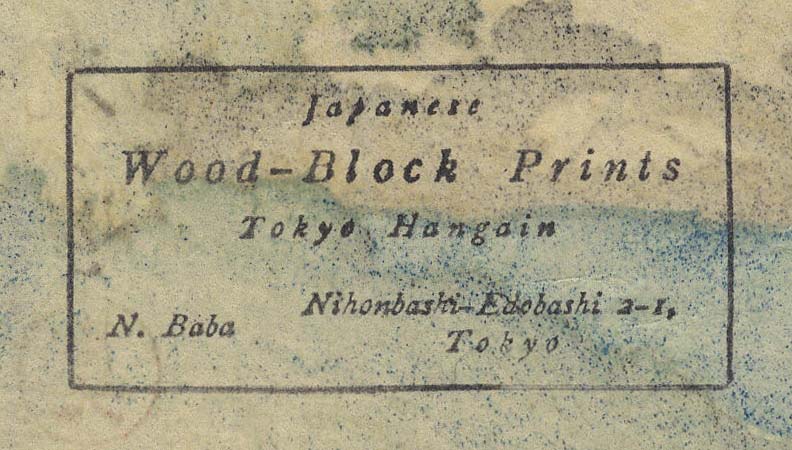 Japanese
Wood-Block Prints
Tokyo Hangain
Nihonbashi-Edobashi 2-1,
N. Baba
Tokyo